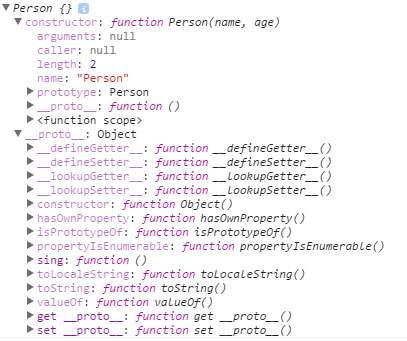 Person {} i
constructor: function Person(name, age)
arguments: null
caller: null
length: 2
name: "Person"
prototype: Person
__proto__: function ()
<function scope>
__proto__: Object
__defineGetter__: function __defineGetter__()
__defineSetter__: function __defineSetter__()
__lookupGetter__: function __lookupGetter__()
__lookupSetter__: function __lookupSetter__()
constructor: function Object()
hasOwnProperty: function hasOwnProperty()
isPrototypeOf: function isPrototypeOf()
propertyIsEnumerable: function propertyIsEnumerable()
sing: function ()
toLocaleString: function toLocaleString()
toString: function toString()
valueOf: function valueOf()
get __proto__: function get __proto__()
set __proto__: function set __proto__()